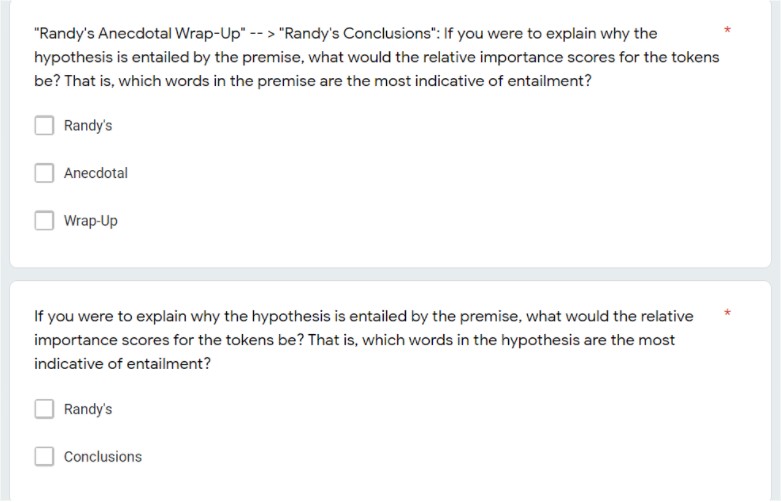 "Randy's Anecdotal Wrap-Up" -- > "Randy's Conclusions": If you were to explain why the *
hypothesis is entailed by the premise, what would the relative importance scores for the tokens
be? That is, which words in the premise are the most indicative of entailment?
Randy's
Anecdotal
Wrap-Up
If you were to explain why the hypothesis is entailed by the premise, what would the relative *
importance scores for the tokens be? That is, which words in the hypothesis are the most
indicative of entailment?
Randy's
Conclusions